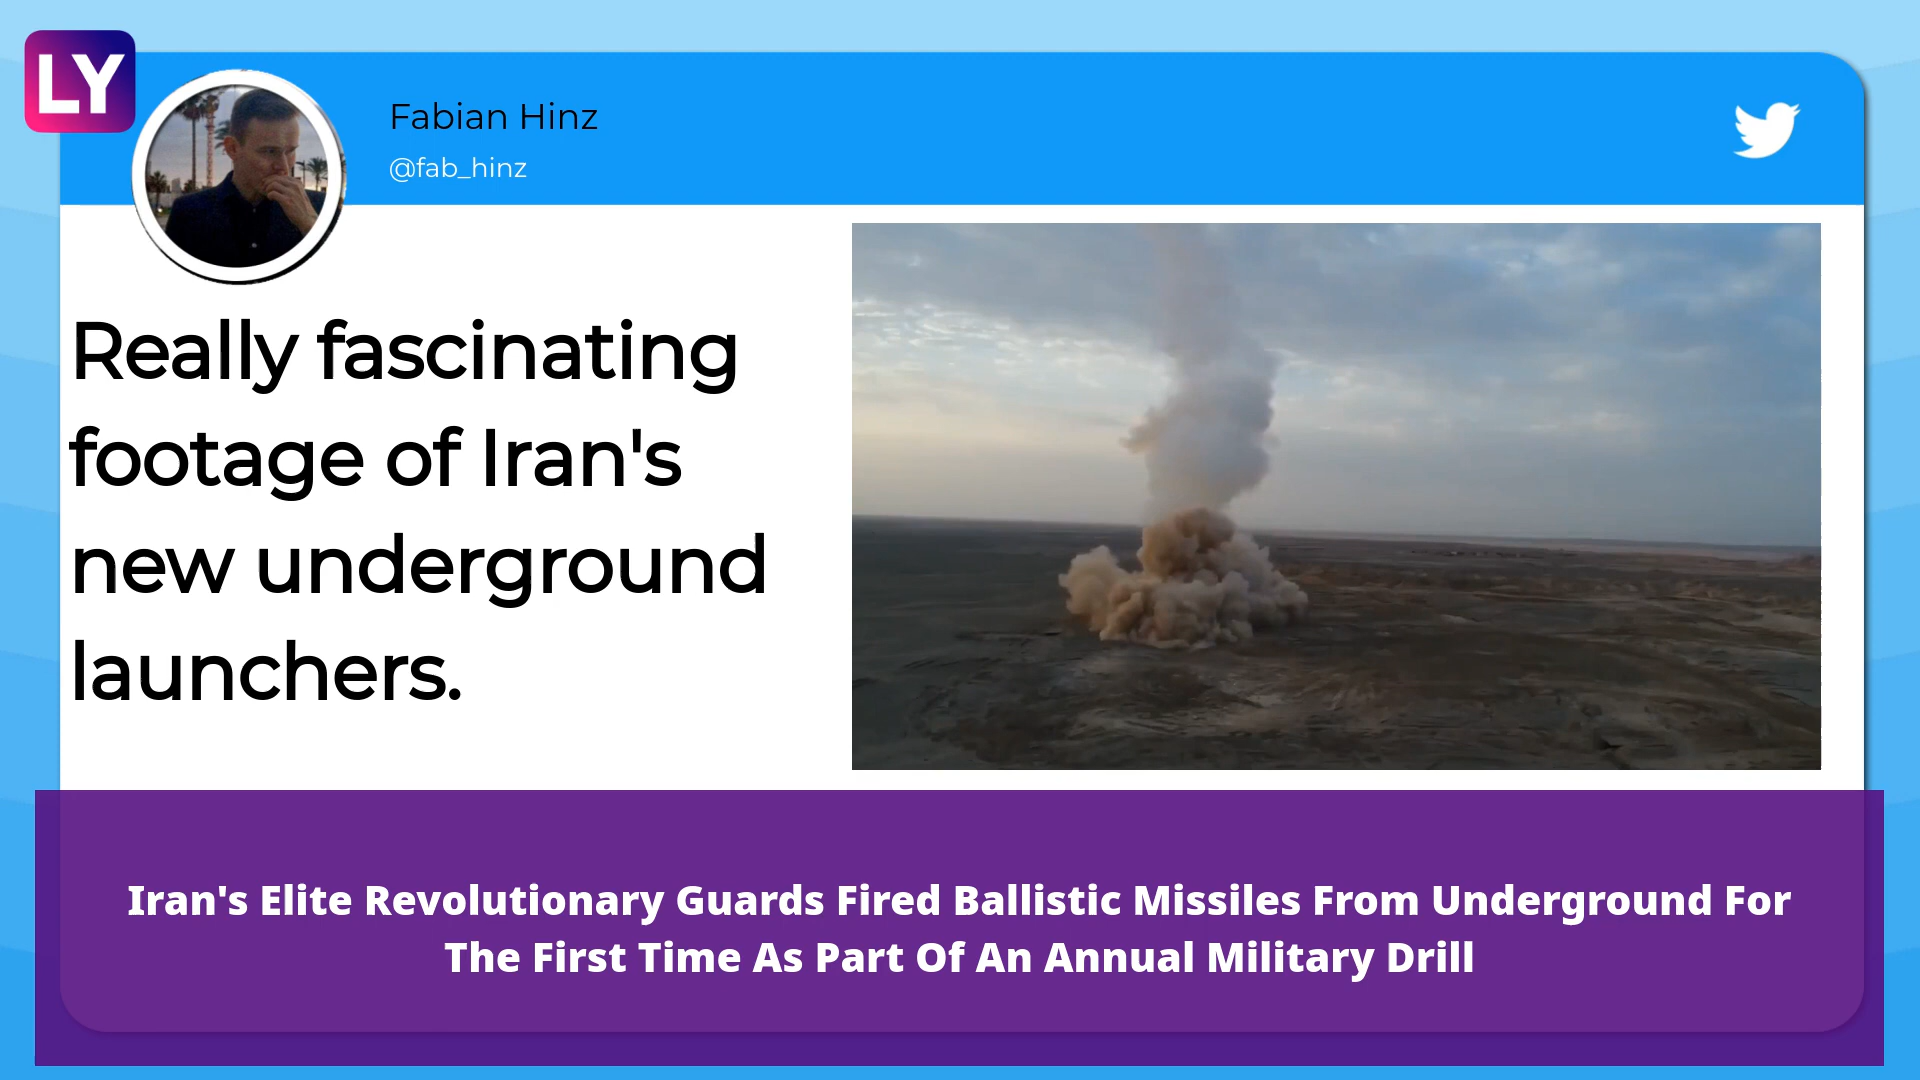 LY
Fabian Hinz
@fab_hinz
Really fascinating
footage of Iran's
new underground
launchers.
Iran's Elite Revolutionary Guards Fired Ballistic Missiles From Underground For
The First Time As Part Of An Annual Military Drill